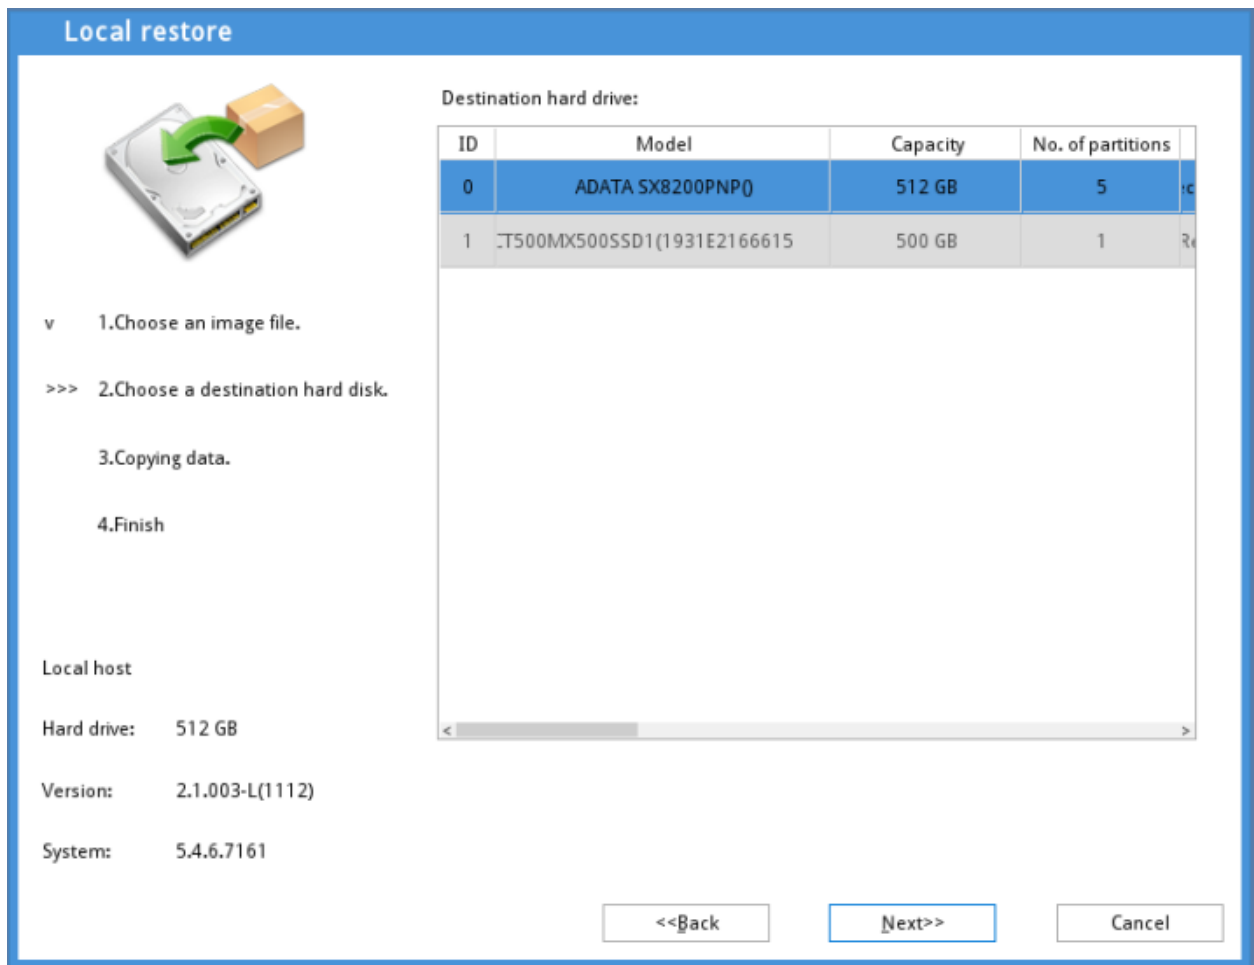 Local restore
Destination hard drive:
ID Model Capacity No. of partitions
0 ADATA SX8200PNP() 512 GB 5
1 CT500MX500SSD1(1931E2166615 500 GB 1
v 1.Choose an image file.
>>> 2.Choose a destination hard disk.
3.Copying data.
4.Finish
Local host
Hard drive: 512 GB
Version: 2.1.003-L(1112)
System: 5.4.6.7161
<<Back Next>> Cancel